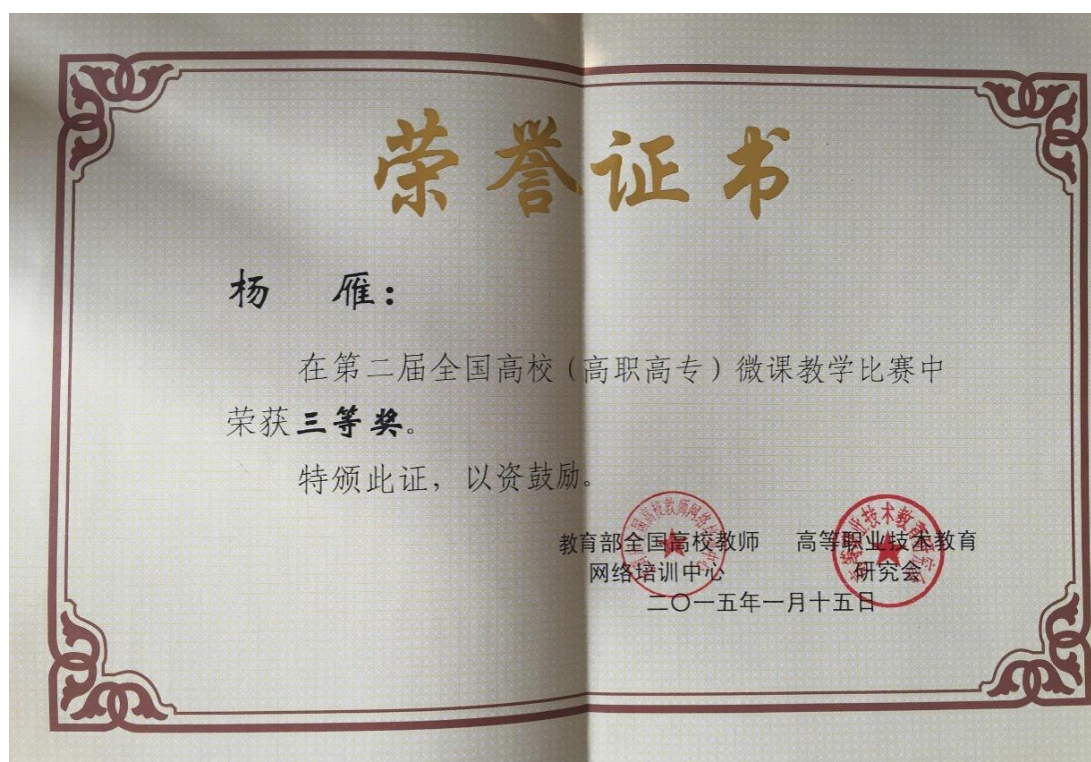 荣誉证书
杨 雁：
在第二届全国高校（高职高专）微课教学比赛中
荣获三等奖。
特颁此证，以资鼓励。
教育部全国高校教师 高等职业技术教育
网络培训中心 研究会
二〇一五年一月十五日